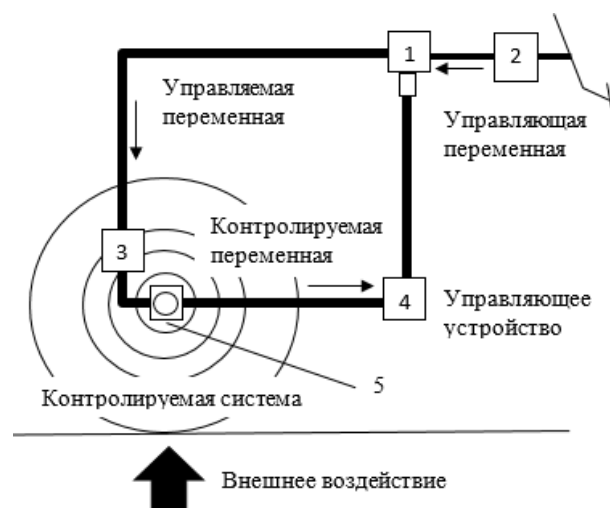 1
2
Управляемая
переменная
Управляющая
переменная
3
Контролируемая
переменная
4
Управляющее
устройство
5
Контролируемая система
Внешнее воздействие